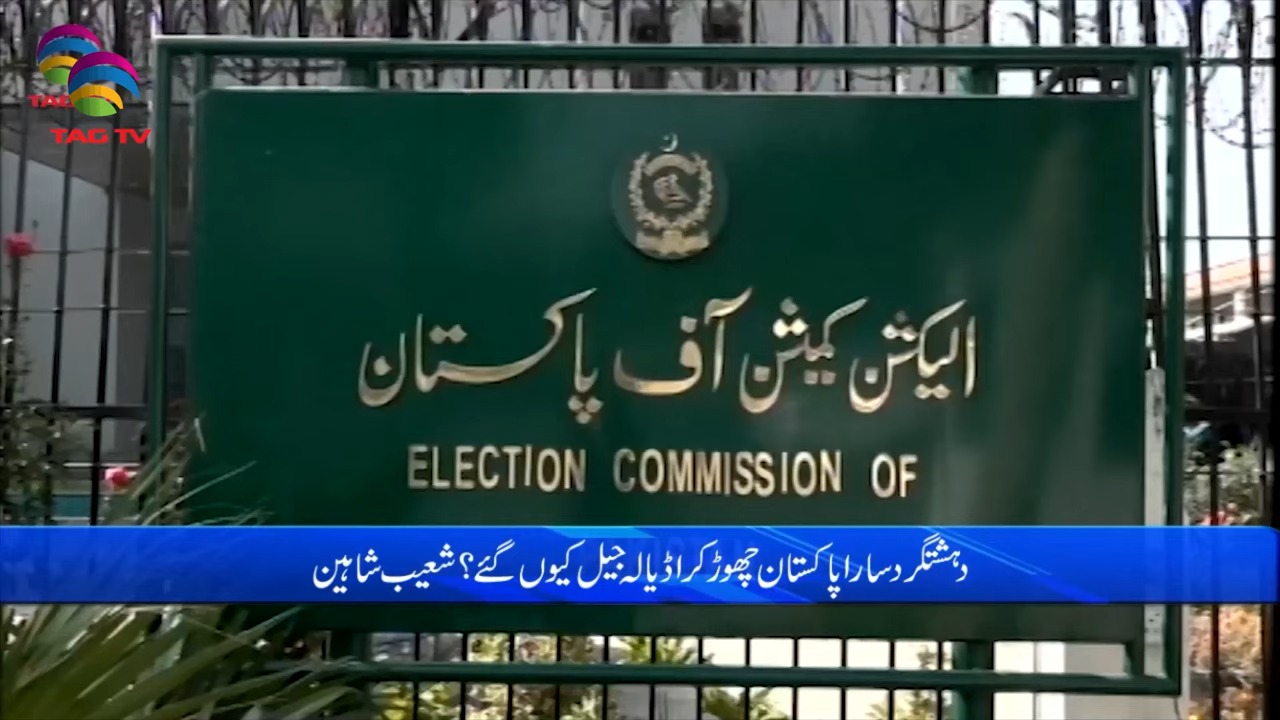 TAG
TAG TV
الیکشن کمیشن آف پاکستان
ELECTION COMMISSION OF
دہشتگرد سارا پاکستان چھوڑ کر اڈیالہ جیل کیوں گئے؟ شعیب شاہین